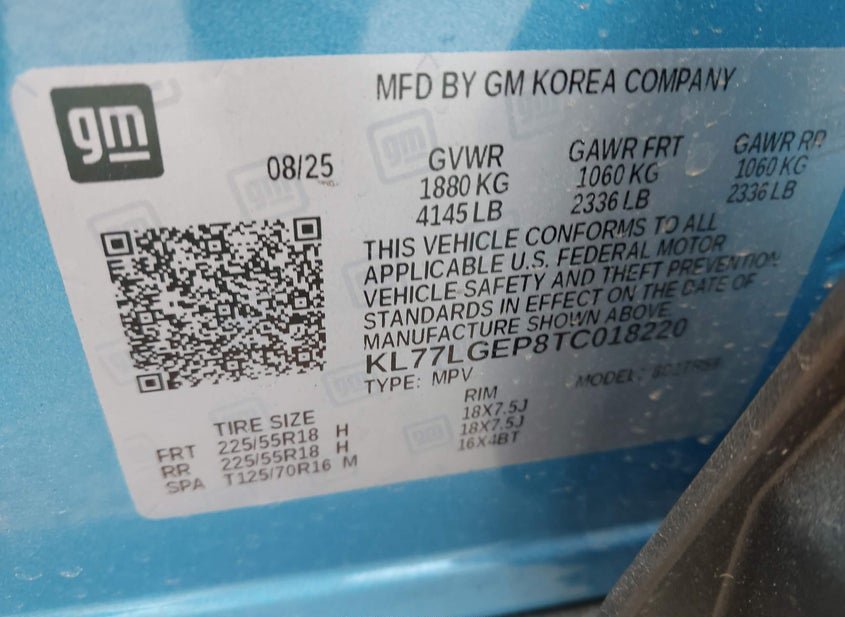 gm
MFD BY GM KOREA COMPANY
08/25
GVWR GAWR FRT GAWR RR
1880 KG 1060 KG 1060 KG
4145 LB 2336 LB 2336 LB
THIS VEHICLE CONFORMS TO ALL
APPLICABLE U.S. FEDERAL MOTOR
VEHICLE SAFETY AND THEFT PREVENTION
STANDARDS IN EFFECT ON THE DATE OF
MANUFACTURE SHOWN ABOVE.
KL77LGEP8TC018220
TYPE: MPV MODEL:
TIRE SIZE RIM
FRT 225/55R18 H 18X7.5J
RR 225/55R18 H 18X7.5J
SPA T125/70R16 M 16X4BT